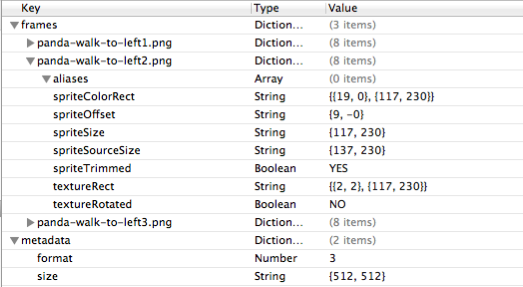 Key Type Value
frames Diction... (3 items)
panda-walk-to-left1.png Diction... (8 items)
panda-walk-to-left2.png Diction... (8 items)
aliases Array (0 items)
spriteColorRect String {{19, 0}, {117, 230}}
spriteOffset String {9, -0}
spriteSize String {117, 230}
spriteSourceSize String {137, 230}
spriteTrimmed Boolean YES
textureRect String {{2, 2}, {117, 230}}
textureRotated Boolean NO
panda-walk-to-left3.png Diction... (8 items)
metadata Diction... (2 items)
format Number 3
size String {512, 512}